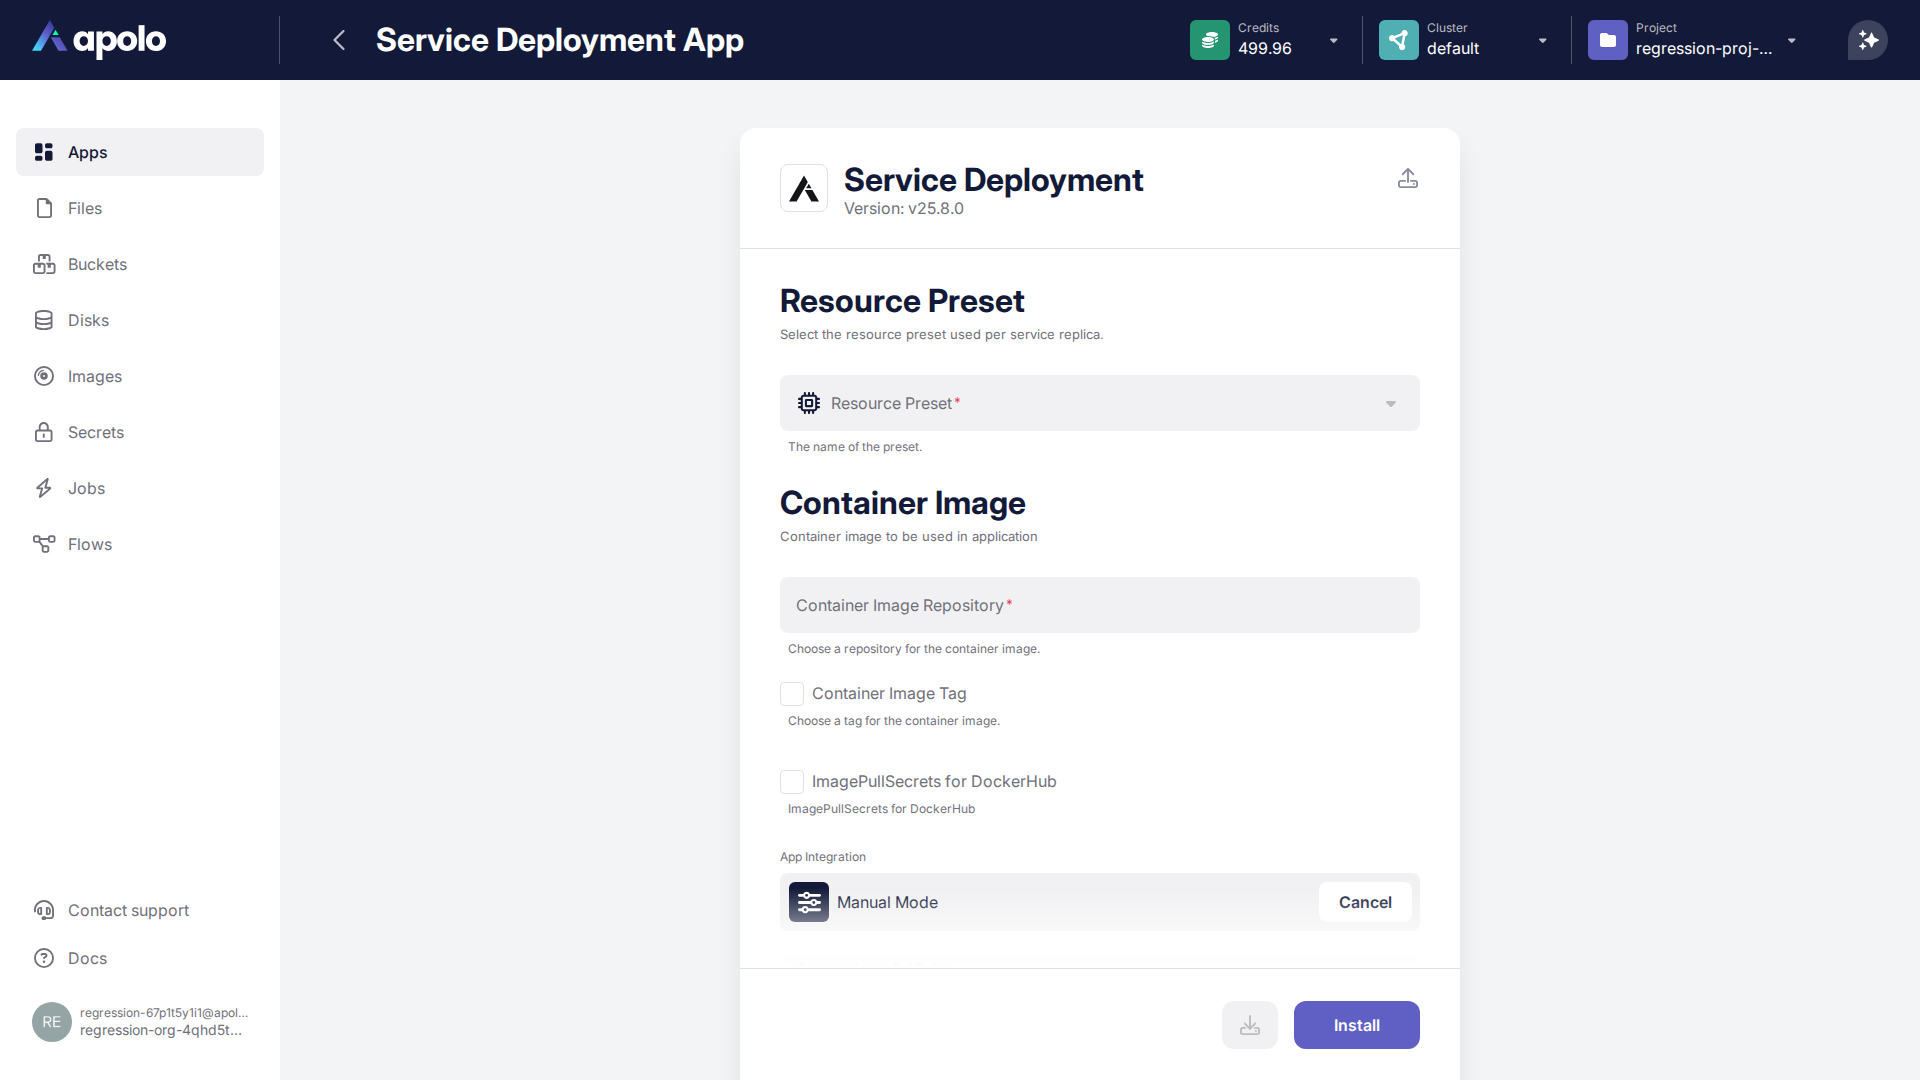 apolo
Service Deployment App
Credits
499.96
Cluster
default
Project
regression-proj-...
Apps
Files
Buckets
Disks
Images
Secrets
Jobs
Flows
Contact support
Docs
RE
regression-67p1t5y1i1@apol...
regression-org-4qhd5t...
Service Deployment
Version: v25.8.0
Resource Preset
Select the resource preset used per service replica.
Resource Preset*
The name of the preset.
Container Image
Container image to be used in application
Container Image Repository*
Choose a repository for the container image.
Container Image Tag
Choose a tag for the container image.
ImagePullSecrets for DockerHub
ImagePullSecrets for DockerHub
App Integration
Manual Mode
Cancel
Install